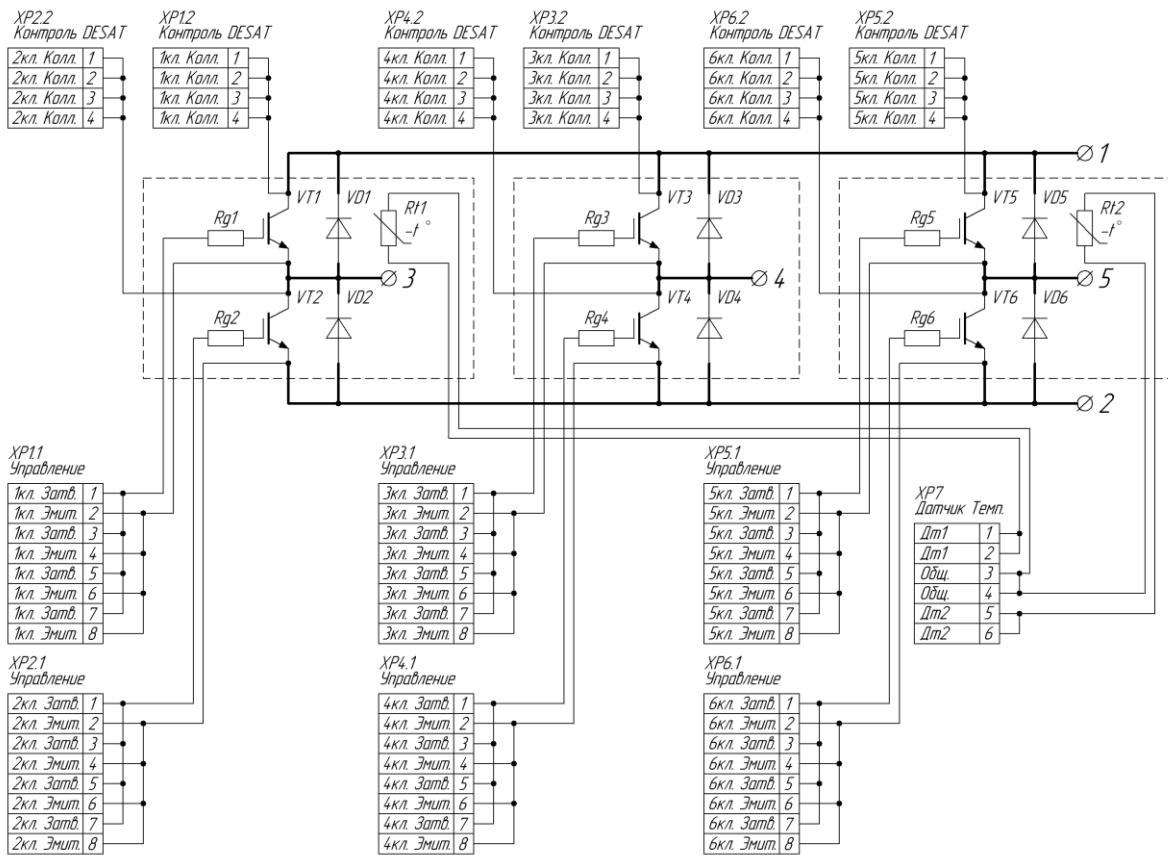 XP2.2
Контроль DESAT
2кл. Колл. 1
2кл. Колл. 2
2кл. Колл. 3
2кл. Колл. 4
XP1.2
Контроль DESAT
1кл. Колл. 1
1кл. Колл. 2
1кл. Колл. 3
1кл. Колл. 4
XP4.2
Контроль DESAT
4кл. Колл. 1
4кл. Колл. 2
4кл. Колл. 3
4кл. Колл. 4
XP3.2
Контроль DESAT
3кл. Колл. 1
3кл. Колл. 2
3кл. Колл. 3
3кл. Колл. 4
XP6.2
Контроль DESAT
6кл. Колл. 1
6кл. Колл. 2
6кл. Колл. 3
6кл. Колл. 4
XP5.2
Контроль DESAT
5кл. Колл. 1
5кл. Колл. 2
5кл. Колл. 3
5кл. Колл. 4
1
VT1 VD1 Rt1
Rg1 -t°
3
VT2 VD2
Rg2
VT3 VD3
Rg3
4
VT4 VD4
Rg4
VT5 VD5 Rt2
Rg5 -t°
5
VT6 VD6
Rg6
2
XP1.1
Управление
1кл. Затв. 1
1кл. Эмит. 2
1кл. Затв. 3
1кл. Эмит. 4
1кл. Затв. 5
1кл. Эмит. 6
1кл. Затв. 7
1кл. Эмит. 8
XP3.1
Управление
3кл. Затв. 1
3кл. Эмит. 2
3кл. Затв. 3
3кл. Эмит. 4
3кл. Затв. 5
3кл. Эмит. 6
3кл. Затв. 7
3кл. Эмит. 8
XP5.1
Управление
5кл. Затв. 1
5кл. Эмит. 2
5кл. Затв. 3
5кл. Эмит. 4
5кл. Затв. 5
5кл. Эмит. 6
5кл. Затв. 7
5кл. Эмит. 8
XP7
Датчик Темп.
Дт1 1
Дт1 2
Общ. 3
Общ. 4
Дт2 5
Дт2 6
XP2.1
Управление
2кл. Затв. 1
2кл. Эмит. 2
2кл. Затв. 3
2кл. Эмит. 4
2кл. Затв. 5
2кл. Эмит. 6
2кл. Затв. 7
2кл. Эмит. 8
XP4.1
Управление
4кл. Затв. 1
4кл. Эмит. 2
4кл. Затв. 3
4кл. Эмит. 4
4кл. Затв. 5
4кл. Эмит. 6
4кл. Затв. 7
4кл. Эмит. 8
XP6.1
Управление
6кл. Затв. 1
6кл. Эмит. 2
6кл. Затв. 3
6кл. Эмит. 4
6кл. Затв. 5
6кл. Эмит. 6
6кл. Затв. 7
6кл. Эмит. 8